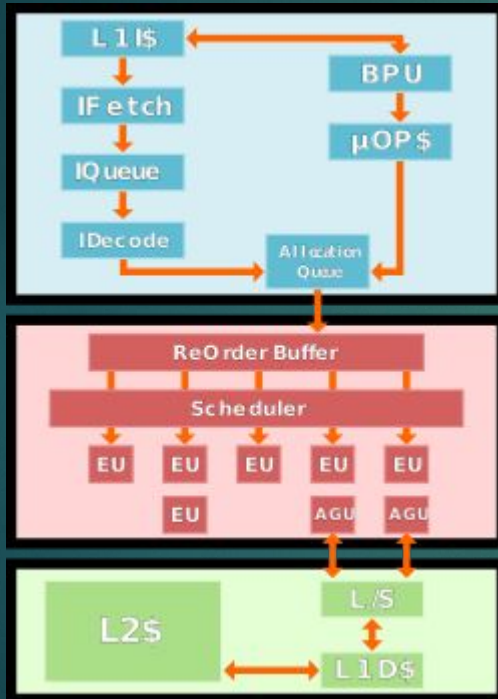 L1I$
BPU
IFetch
µOP$
IQueue
IDecode
Allocation
Queue
ReOrder Buffer
Scheduler
EU EU EU EU EU
EU AGU AGU
L2$
L/S
L1D$